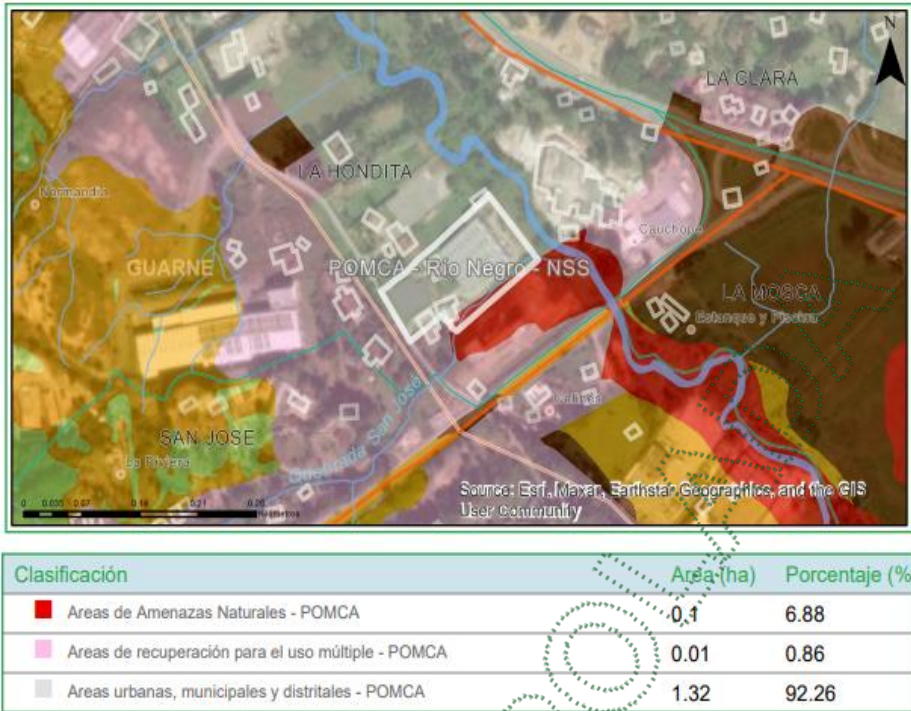 N
LA CLARA
LA HONDITA
Normandia
Cauchope
GUARNE
POMCA - Río Negro - NSS
LA MOSCA
Estanque y Piscina
SAN JOSE
La Riviera
Quebrada San José
Source: Esri, Maxar, Earthstar Geographics, and the GIS
User Community
Clasificación Area (ha) Porcentaje (%
Areas de Amenazas Naturales - POMCA 0.1 6.88
Areas de recuperación para el uso múltiple - POMCA 0.01 0.86
Areas urbanas, municipales y distritales - POMCA 1.32 92.26